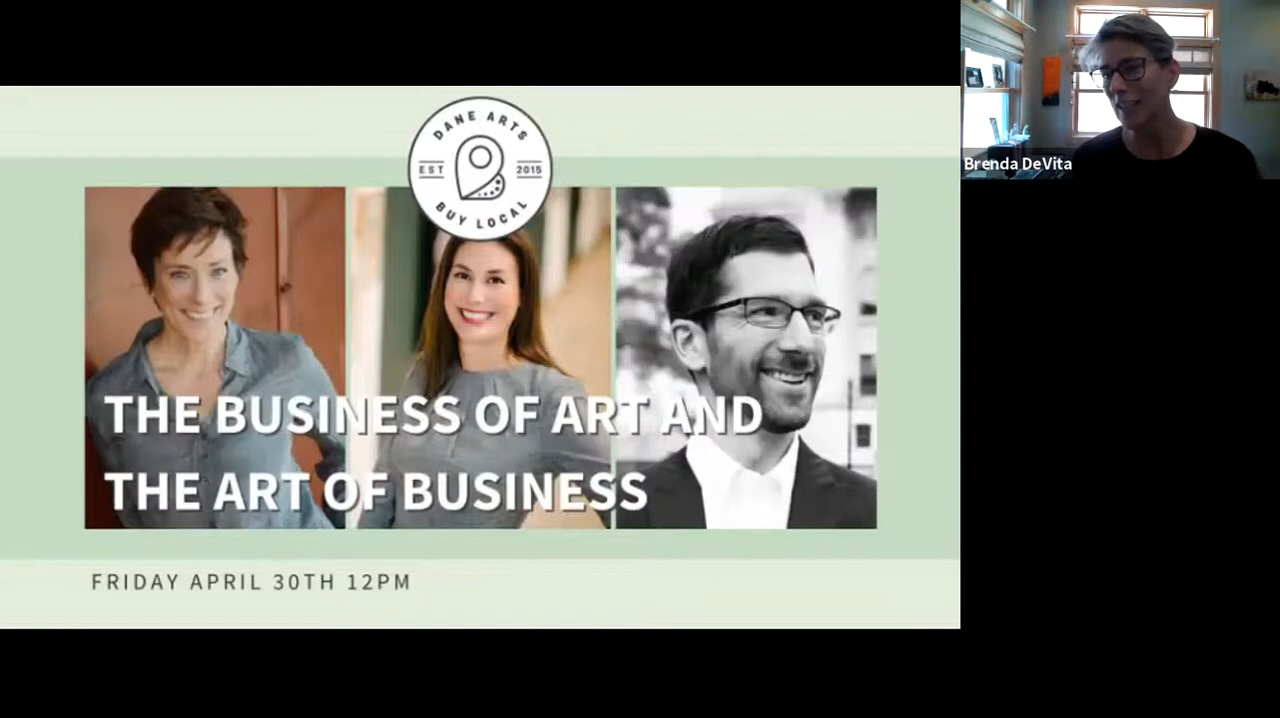 DANE ARTS
EST 2015
BUY LOCAL
THE BUSINESS OF ART AND
THE ART OF BUSINESS
FRIDAY APRIL 30TH 12PM
Brenda DeVita